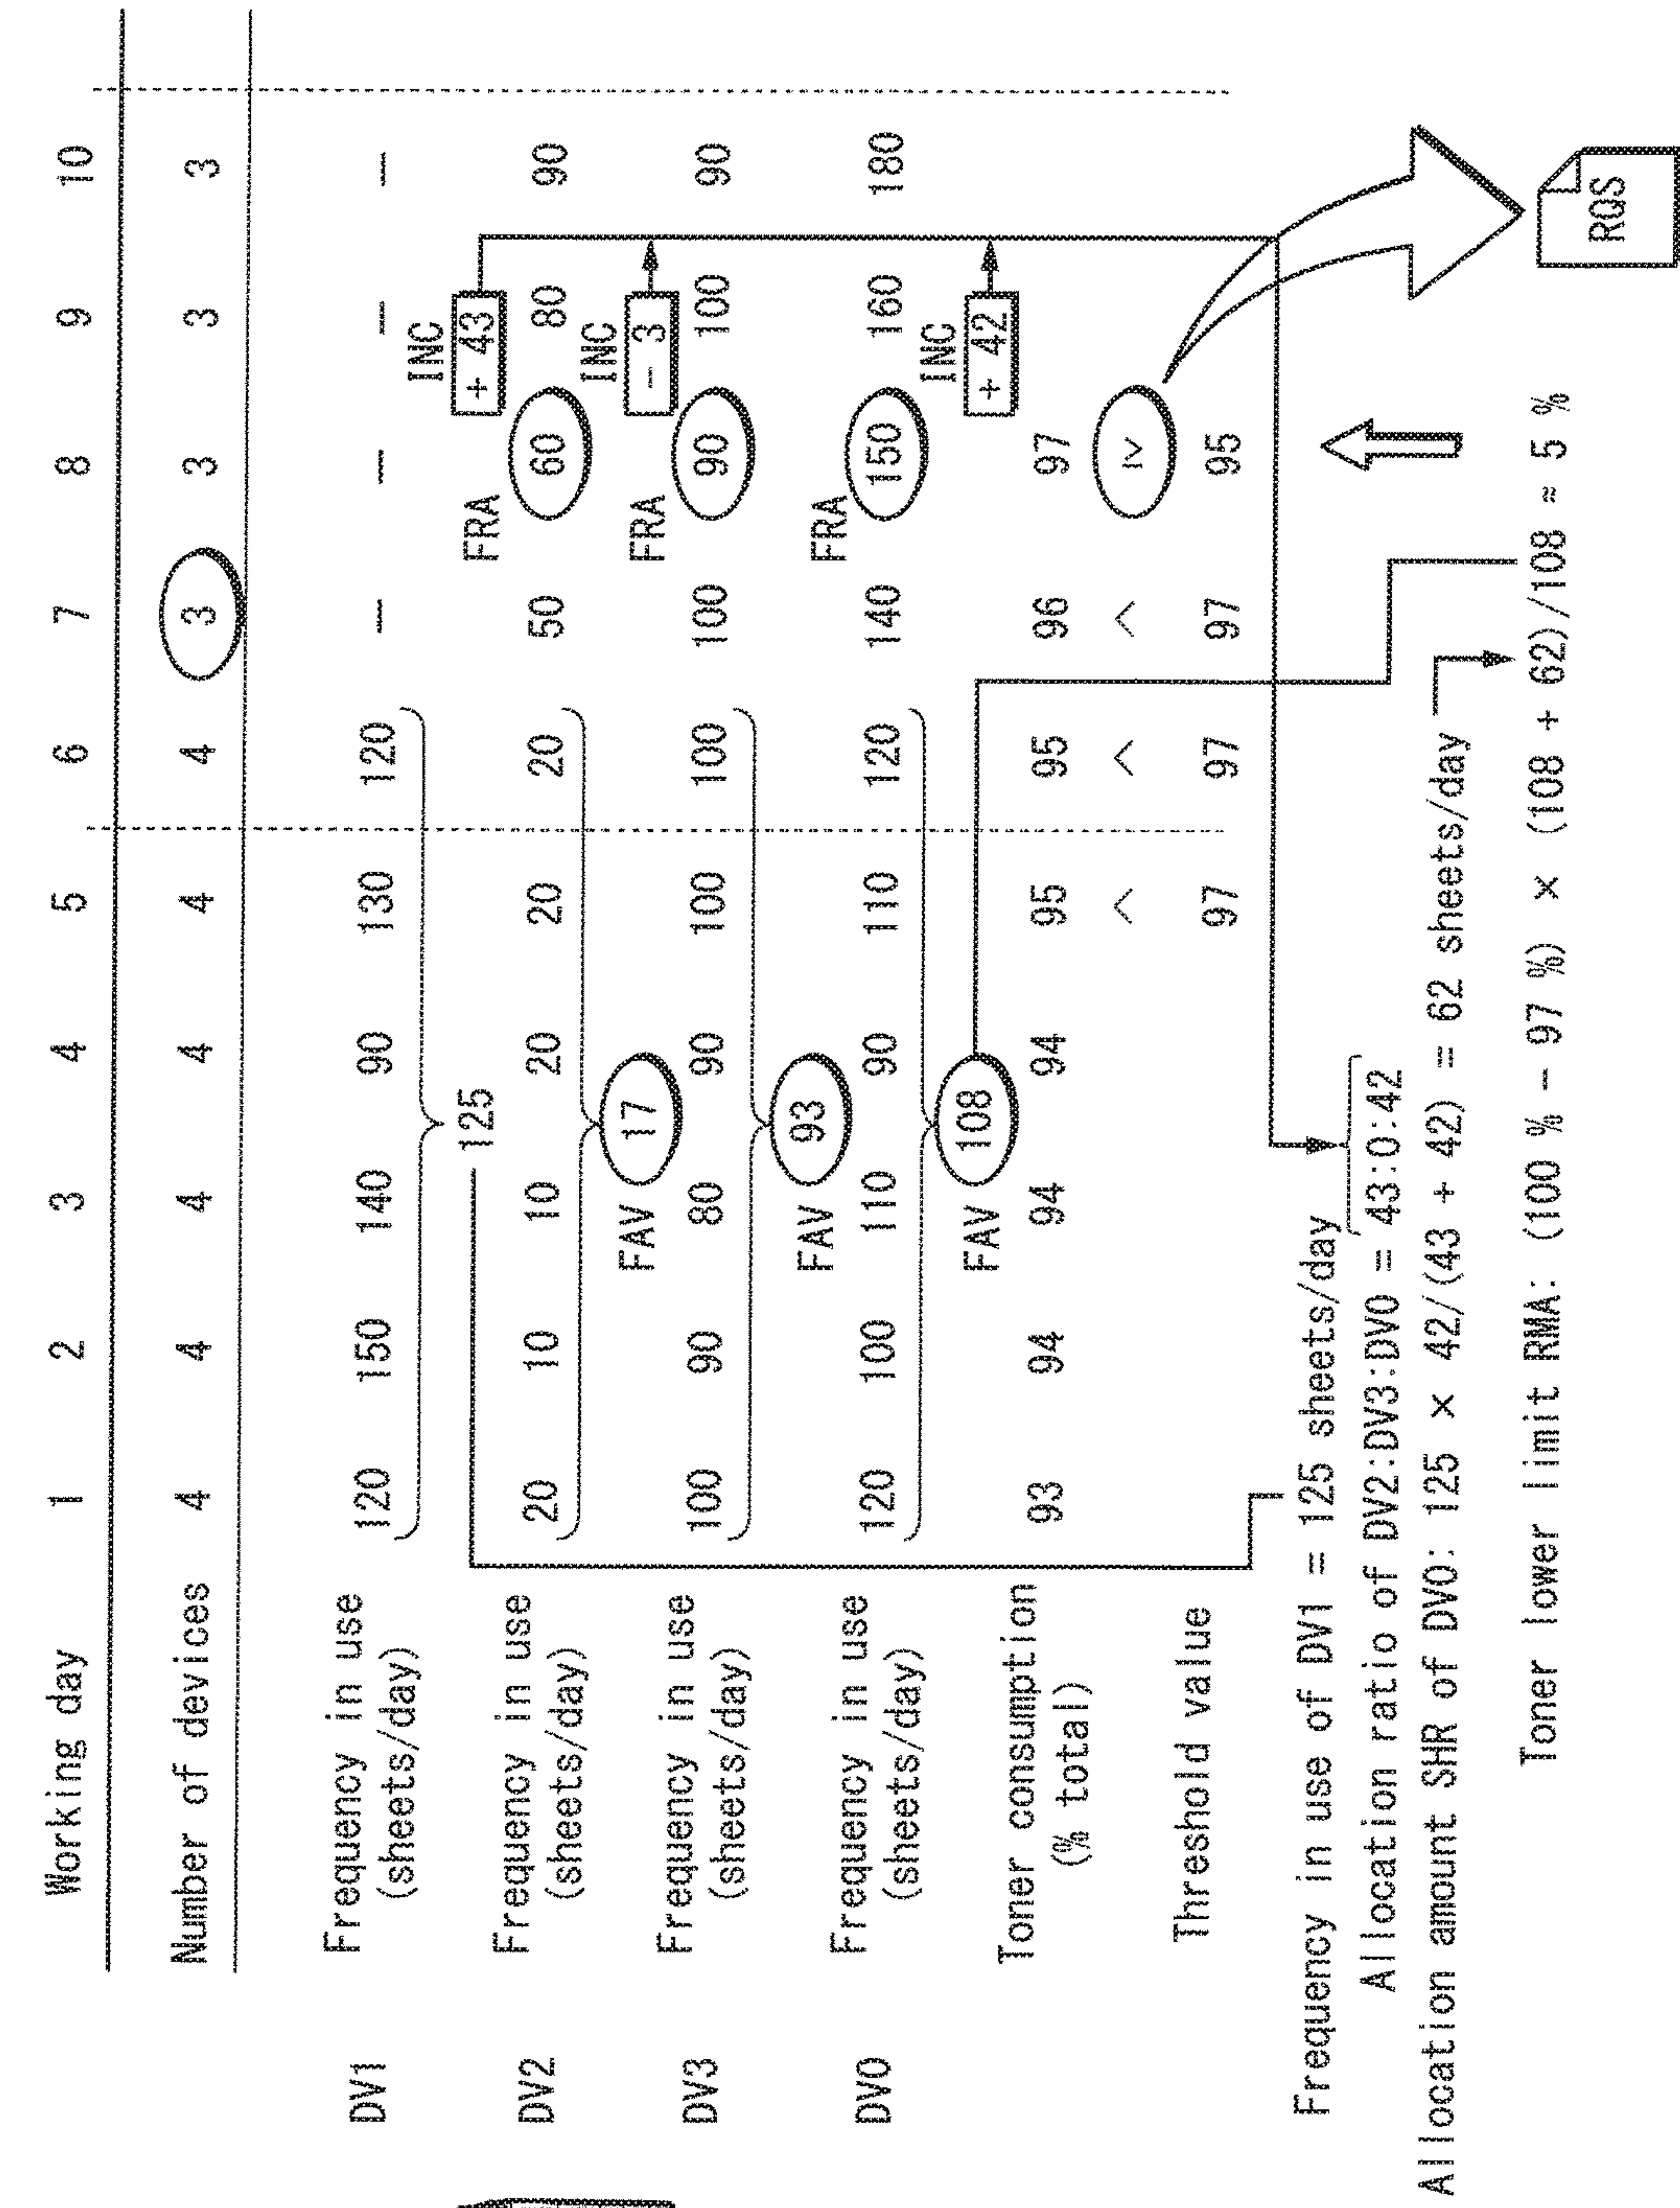 Working day 1 2 3 4 5 6 7 8 9 10
Number of devices 4 4 4 4 4 4 3 3 3 3
DV1 Frequency in use (sheets/day) 120 150 140 90 130 120 – – – –
125
INC
+ 43
DV2 Frequency in use (sheets/day) 20 10 10 20 20 20 50 60 80 90
FRA
FAV 17
INC
- 3
DV3 Frequency in use (sheets/day) 100 90 80 90 100 100 100 90 100 90
FRA
FAV 93
DV0 Frequency in use (sheets/day) 120 100 110 90 110 120 140 150 160 180
FRA
FAV 108
INC
+ 42
Toner consumption (% total) 93 94 94 94 95 95 96 97
< < < ≥
Threshold value 97 97 97 95
Frequency in use of DV1 = 125 sheets/day
Allocation ratio of DV2:DV3:DV0 = 43:0:42
Allocation amount SHR of DV0: 125 × 42/(43 + 42) = 62 sheets/day
Toner lower limit RMA: (100 % - 97 %) × (108 + 62)/108 ≈ 5 %
RQS